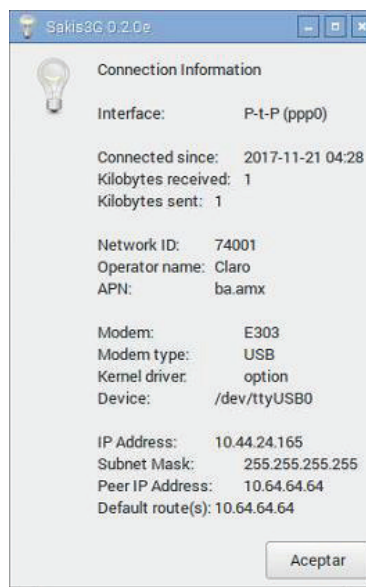 Sakis3G 0.2.0e
Connection Information
Interface: P-t-P (ppp0)
Connected since: 2017-11-21 04:28
Kilobytes received: 1
Kilobytes sent: 1
Network ID: 74001
Operator name: Claro
APN: ba.amx
Modem: E303
Modem type: USB
Kernel driver: option
Device: /dev/ttyUSB0
IP Address: 10.44.24.165
Subnet Mask: 255.255.255.255
Peer IP Address: 10.64.64.64
Default route(s): 10.64.64.64
Aceptar